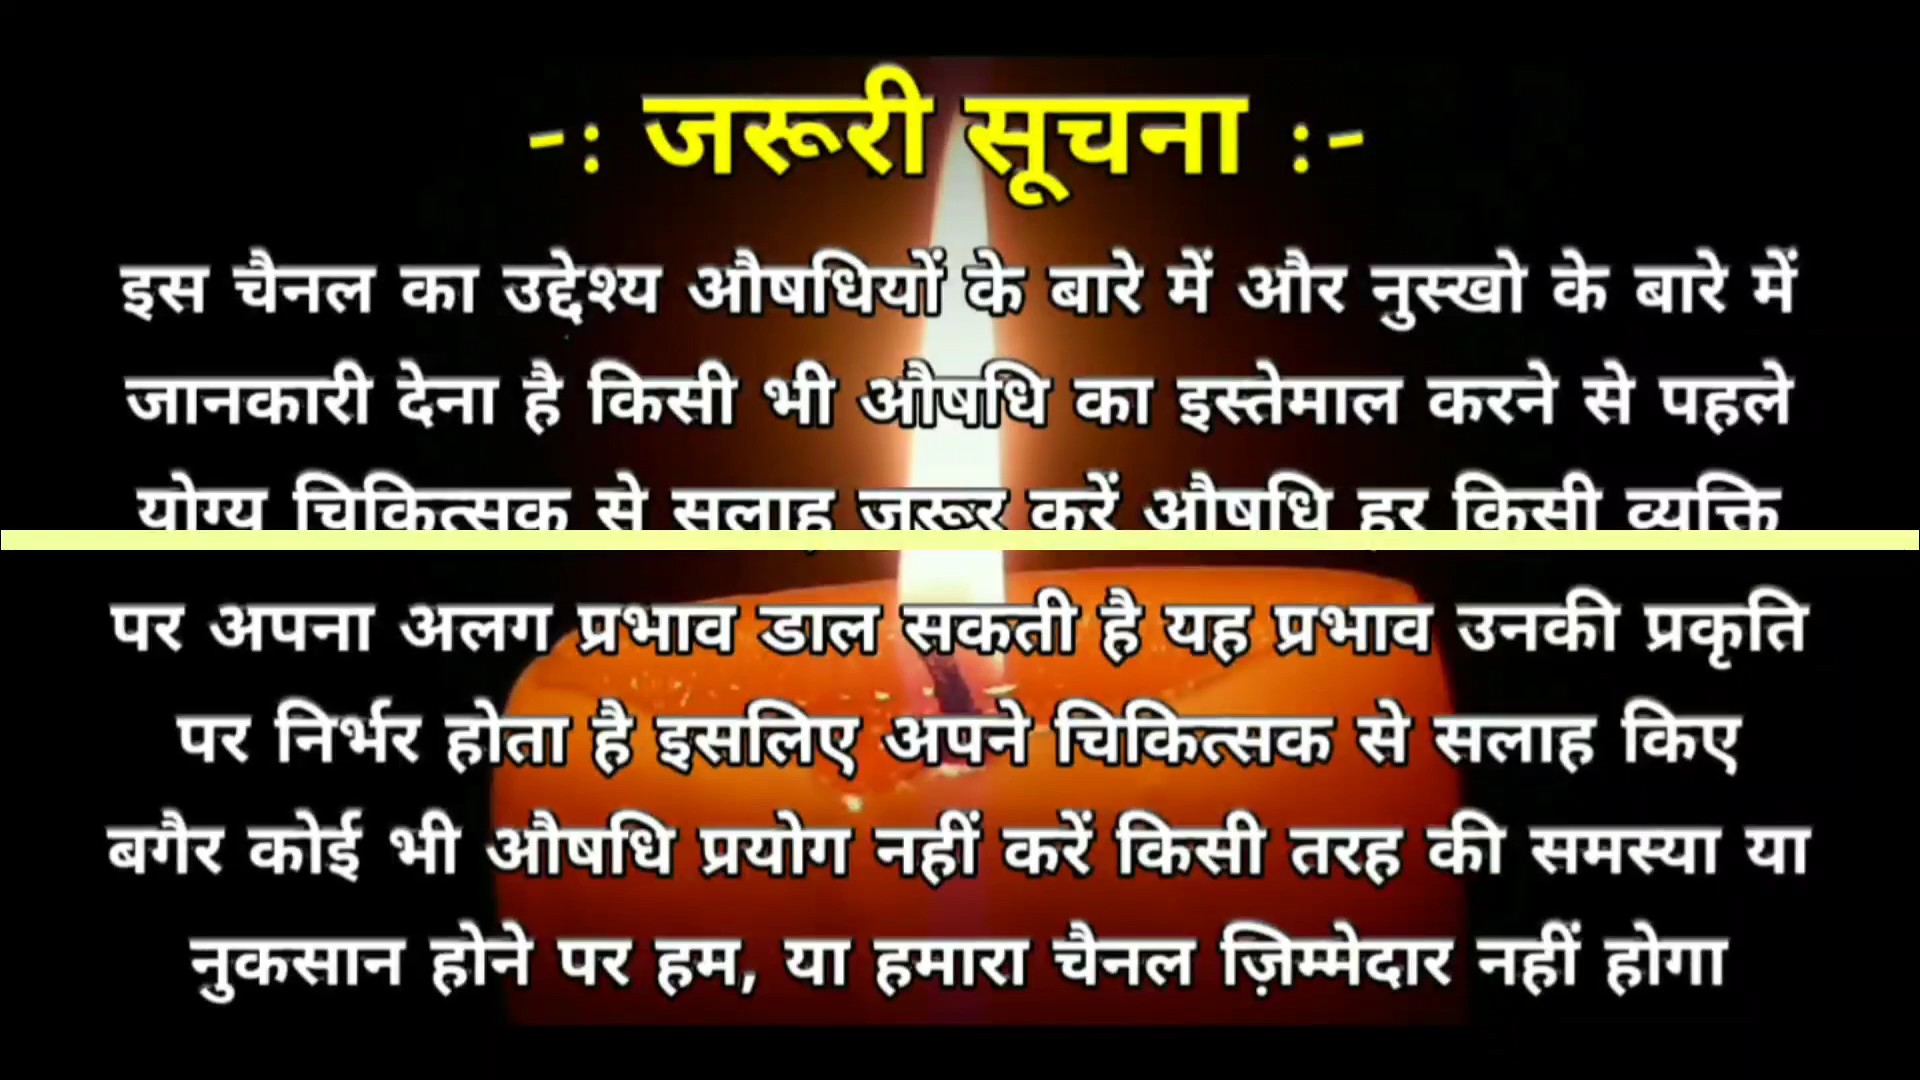 -: जरूरी सूचना :-
इस चैनल का उद्देश्य औषधियों के बारे में और नुस्खो के बारे में
जानकारी देना है किसी भी औषधि का इस्तेमाल करने से पहले
योग्य चिकित्सक से सलाह जरूर करें औषधि हर किसी व्यक्ति
पर अपना अलग प्रभाव डाल सकती है यह प्रभाव उनकी प्रकृति
पर निर्भर होता है इसलिए अपने चिकित्सक से सलाह किए
बगैर कोई भी औषधि प्रयोग नहीं करें किसी तरह की समस्या या
नुकसान होने पर हम, या हमारा चैनल ज़िम्मेदार नहीं होगा